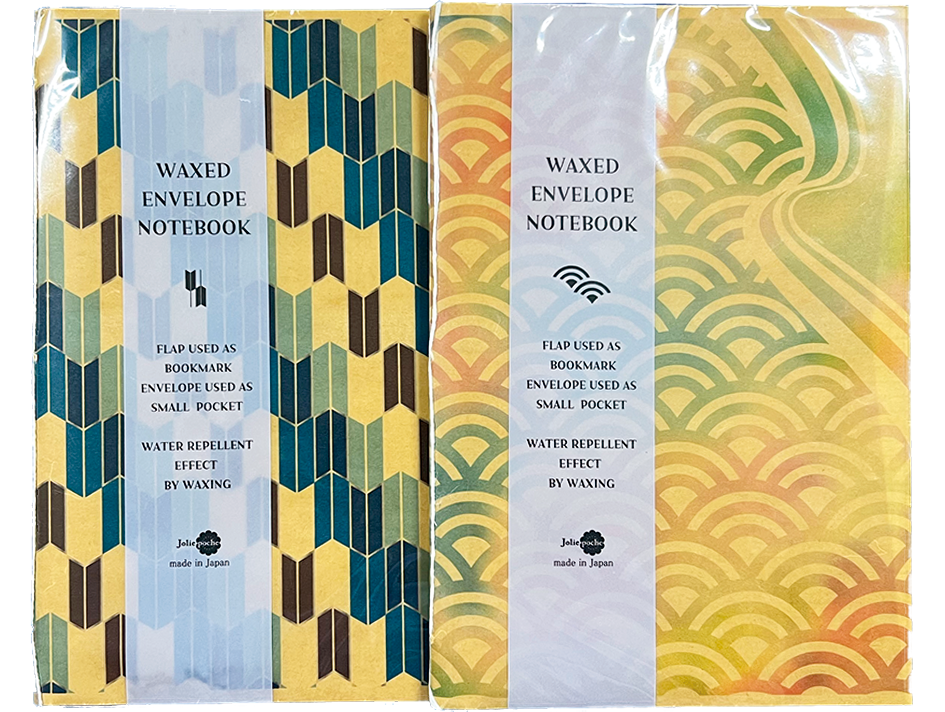 WAXED
ENVELOPE
NOTEBOOK
FLAP USED AS
BOOKMARK
ENVELOPE USED AS
SMALL POCKET
WATER REPELLENT
EFFECT
BY WAXING
Joliepoche
made in Japan
WAXED
ENVELOPE
NOTEBOOK
FLAP USED AS
BOOKMARK
ENVELOPE USED AS
SMALL POCKET
WATER REPELLENT
EFFECT
BY WAXING
Joliepoche
made in Japan